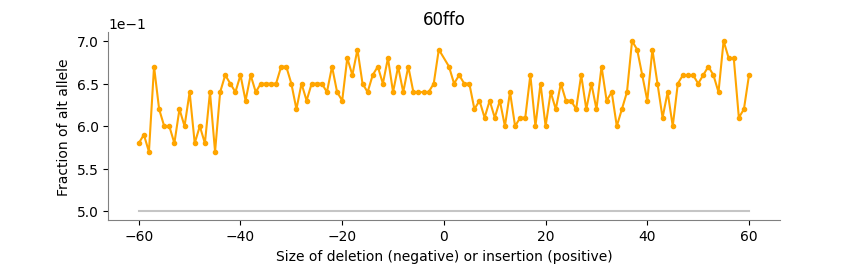 60ffo
1e−1
7.0
6.5
6.0
5.5
5.0
Fraction of alt allele
−60 −40 −20 0 20 40 60
Size of deletion (negative) or insertion (positive)